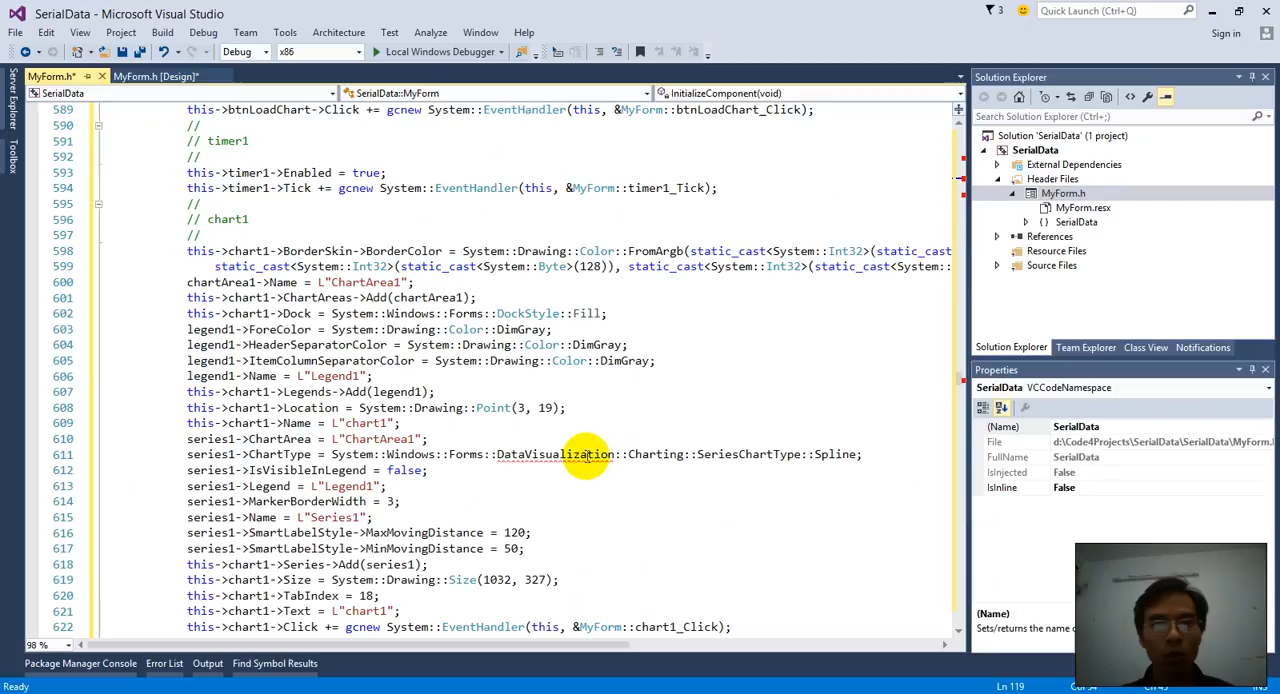 SerialData - Microsoft Visual Studio
3
Quick Launch (Ctrl+Q)
File Edit View Project Build Debug Team Tools Architecture Test Analyze Window Help
Sign in
Debug x86 Local Windows Debugger
Server Explorer
Toolbox
MyForm.h* MyForm.h [Design]*
SerialData SerialData::MyForm InitializeComponent(void)
589 this->btnLoadChart->Click += gcnew System::EventHandler(this, &MyForm::btnLoadChart_Click);
590 //
591 // timer1
592 //
593 this->timer1->Enabled = true;
594 this->timer1->Tick += gcnew System::EventHandler(this, &MyForm::timer1_Tick);
595 //
596 // chart1
597 //
598 this->chart1->BorderSkin->BorderColor = System::Drawing::Color::FromArgb(static_cast<System::Int32>(static_cast
599 static_cast<System::Int32>(static_cast<System::Byte>(128)), static_cast<System::Int32>(static_cast<System::
600 chartArea1->Name = L"ChartArea1";
601 this->chart1->ChartAreas->Add(chartArea1);
602 this->chart1->Dock = System::Windows::Forms::DockStyle::Fill;
603 legend1->ForeColor = System::Drawing::Color::DimGray;
604 legend1->HeaderSeparatorColor = System::Drawing::Color::DimGray;
605 legend1->ItemColumnSeparatorColor = System::Drawing::Color::DimGray;
606 legend1->Name = L"Legend1";
607 this->chart1->Legends->Add(legend1);
608 this->chart1->Location = System::Drawing::Point(3, 19);
609 this->chart1->Name = L"chart1";
610 series1->ChartArea = L"ChartArea1";
611 series1->ChartType = System::Windows::Forms::DataVisualization::Charting::SeriesChartType::Spline;
612 series1->IsVisibleInLegend = false;
613 series1->Legend = L"Legend1";
614 series1->MarkerBorderWidth = 3;
615 series1->Name = L"Series1";
616 series1->SmartLabelStyle->MaxMovingDistance = 120;
617 series1->SmartLabelStyle->MinMovingDistance = 50;
618 this->chart1->Series->Add(series1);
619 this->chart1->Size = System::Drawing::Size(1032, 327);
620 this->chart1->TabIndex = 18;
621 this->chart1->Text = L"chart1";
622 this->chart1->Click += gcnew System::EventHandler(this, &MyForm::chart1_Click);
98 %
Package Manager Console Error List Output Find Symbol Results
Solution Explorer
Search Solution Explorer (Ctrl+;)
Solution 'SerialData' (1 project)
SerialData
External Dependencies
Header Files
MyForm.h
MyForm.resx
SerialData
References
Resource Files
Source Files
Solution Explorer Team Explorer Class View Notifications
Properties
SerialData VCCodeNamespace
(Name) SerialData
File d:\Code4Projects\SerialData\SerialData\MyForm.
FullName SerialData
IsInjected False
IsInline False
(Name)
Sets/returns the name
Ready Ln 119 INS